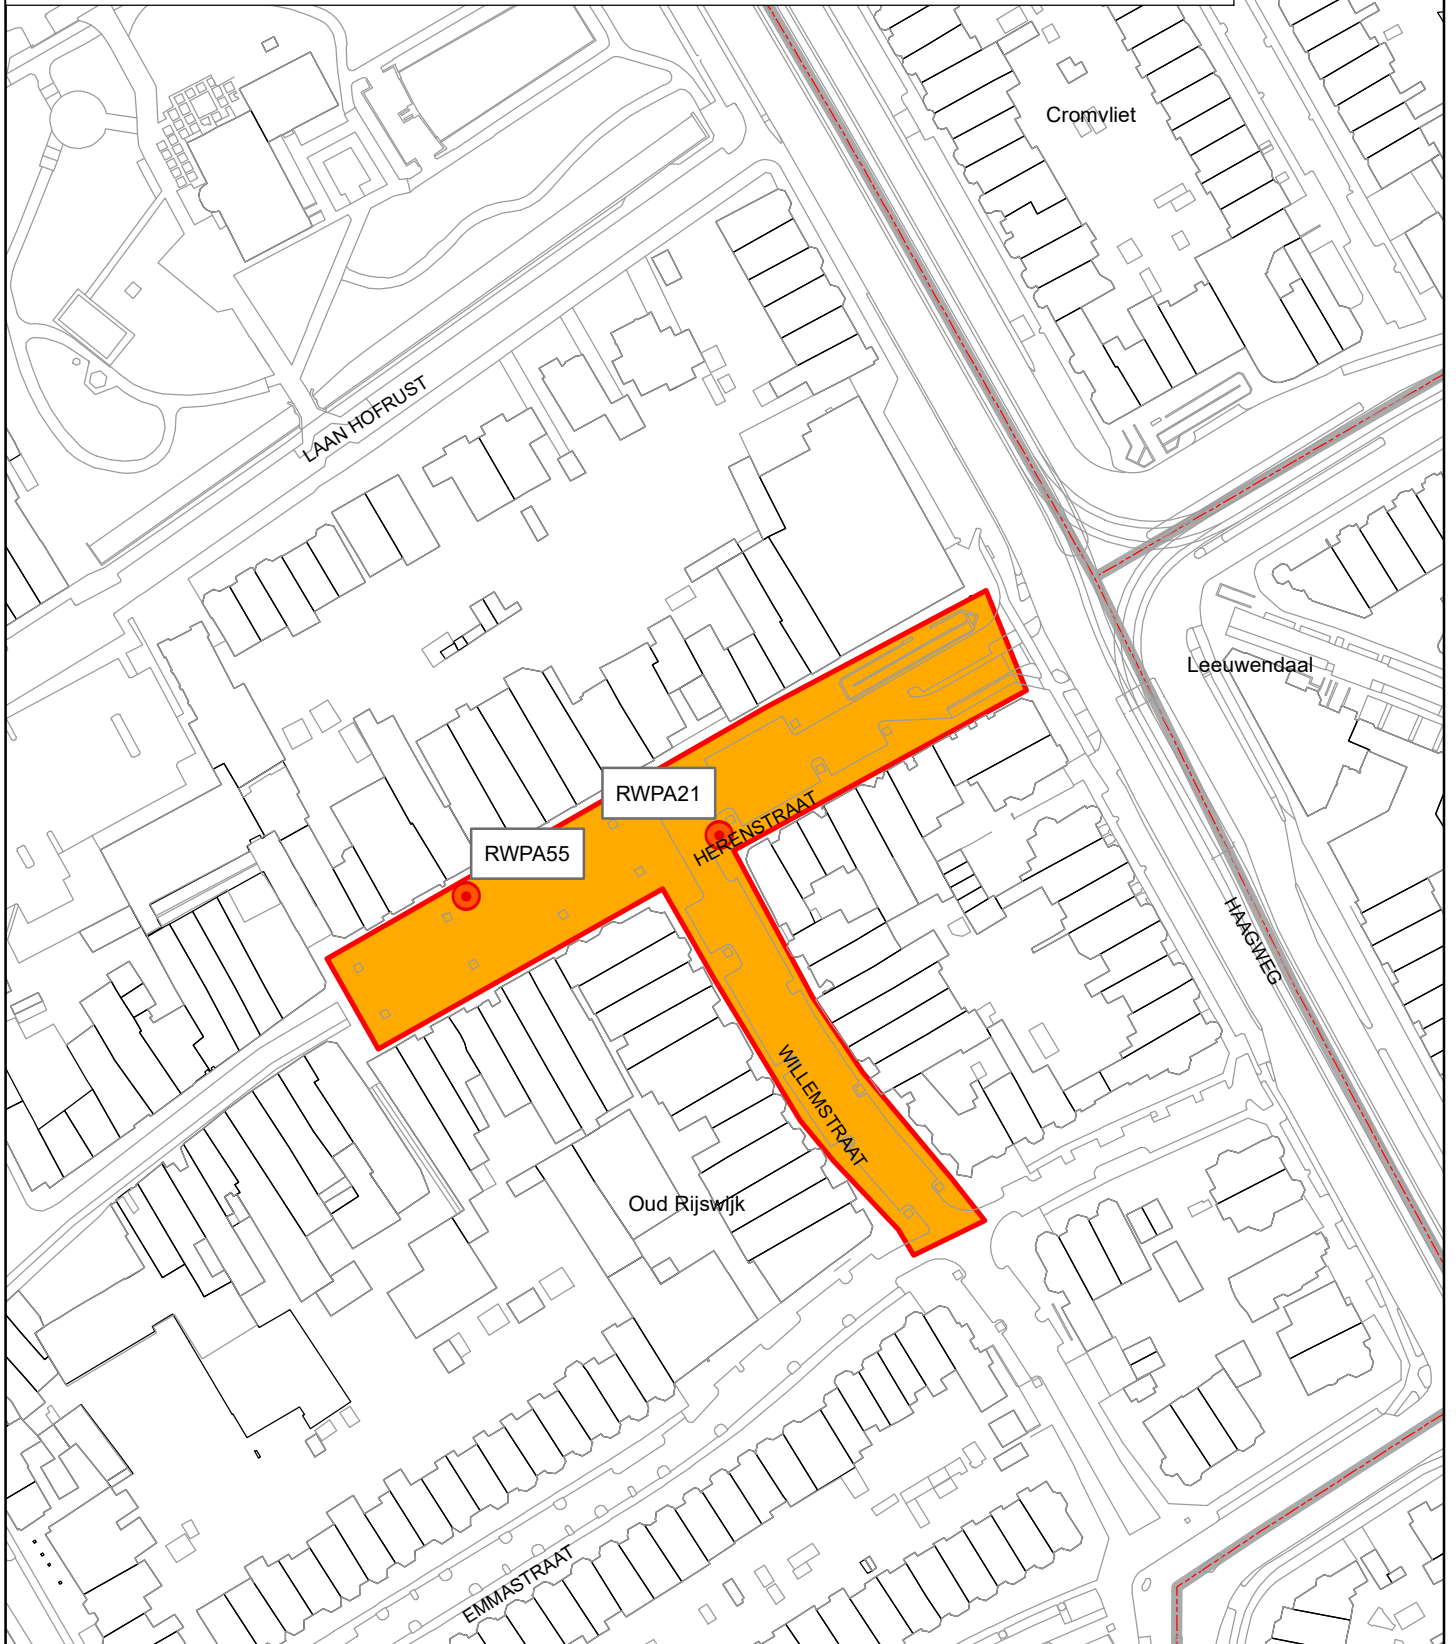 Cromvliet
LAAN HOFRUST
Leeuwendaal
RWPA21
HERENSTRAAT
RWPA55
HAAGWEG
WILLEMSTRAAT
Oud Rijswijk
EMMASTRAAT